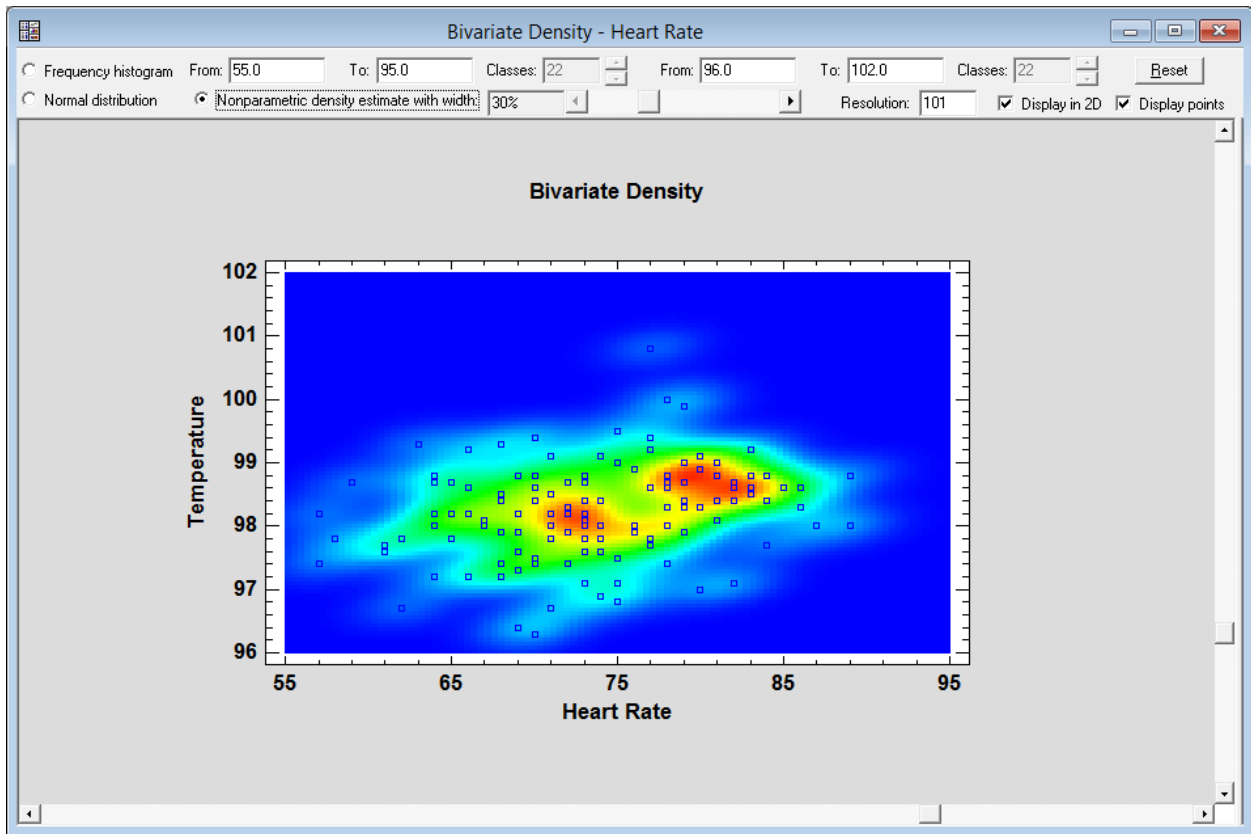 Bivariate Density - Heart Rate
Frequency histogram From: 55.0 To: 95.0 Classes: 22 From: 96.0 To: 102.0 Classes: 22 Reset
Normal distribution Nonparametric density estimate with width: 30% Resolution: 101 Display in 2D Display points
Bivariate Density
102
101
100
99
98
97
96
Temperature
55 65 75 85 95
Heart Rate